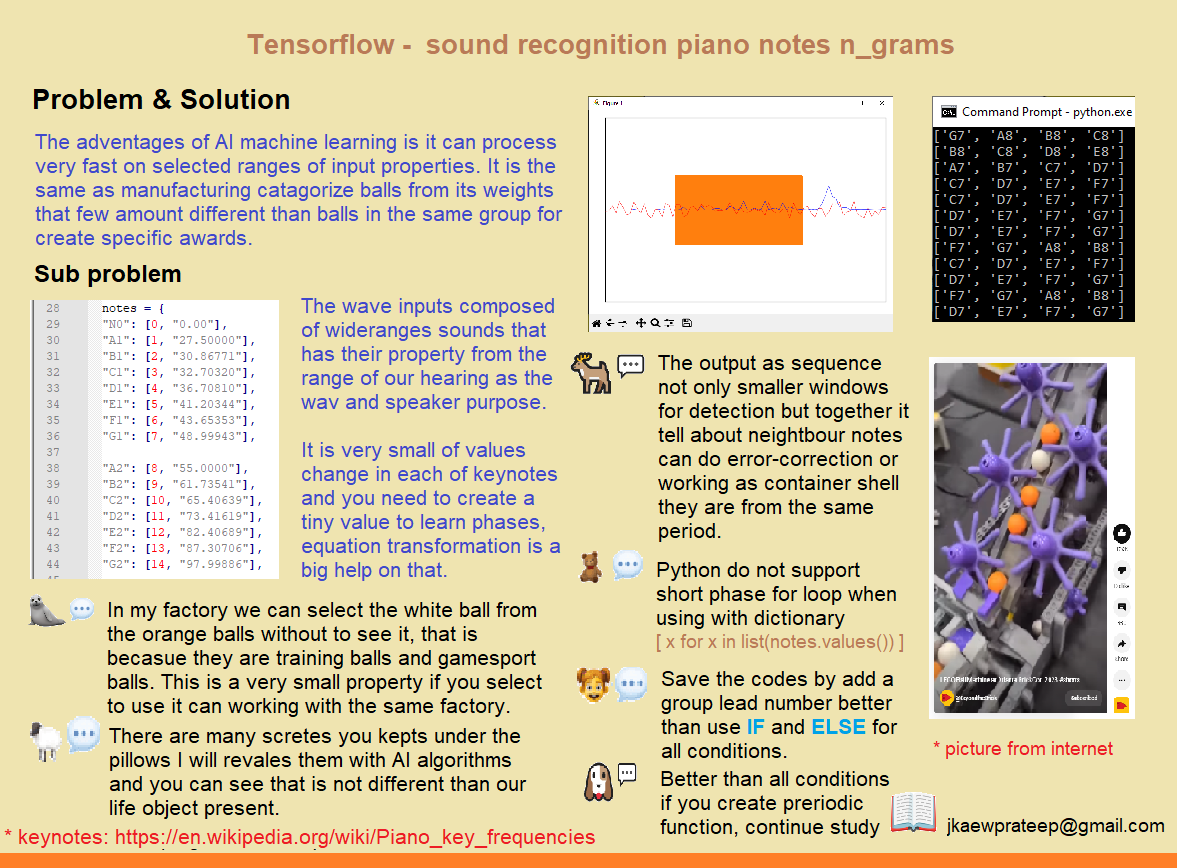 Tensorflow - sound recognition piano notes n_grams
Problem & Solution
The adventages of AI machine learning is it can process
very fast on selected ranges of input properties. It is the
same as manufacturing catagorize balls from its weights
that few amount different than balls in the same group for
create specific awards.
Sub problem
28 notes = {
29 "N0": [0, "0.00"],
30 "A1": [1, "27.50000"],
31 "B1": [2, "30.86771"],
32 "C1": [3, "32.70320"],
33 "D1": [4, "36.70810"],
34 "E1": [5, "41.20344"],
35 "F1": [6, "43.65353"],
36 "G1": [7, "48.99943"],
37
38 "A2": [8, "55.0000"],
39 "B2": [9, "61.73541"],
40 "C2": [10, "65.40639"],
41 "D2": [11, "73.41619"],
42 "E2": [12, "82.40689"],
43 "F2": [13, "87.30706"],
44 "G2": [14, "97.99886"],
The wave inputs composed
of wideranges sounds that
has their property from the
range of our hearing as the
wav and speaker purpose.
It is very small of values
change in each of keynotes
and you need to create a
tiny value to learn phases,
equation transformation is a
big help on that.
In my factory we can select the white ball from
the orange balls without to see it, that is
becasue they are training balls and gamesport
balls. This is a very small property if you select
to use it can working with the same factory.
There are many scretes you kepts under the
pillows I will revales them with AI algorithms
and you can see that is not different than our
life object present.
* keynotes: https://en.wikipedia.org/wiki/Piano_key_frequencies
Figure 1
Command Prompt - python.exe
['G7', 'A8', 'B8', 'C8']
['B8', 'C8', 'D8', 'E8']
['A7', 'B7', 'C7', 'D7']
['C7', 'D7', 'E7', 'F7']
['C7', 'D7', 'E7', 'F7']
['D7', 'E7', 'F7', 'G7']
['D7', 'E7', 'F7', 'G7']
['F7', 'G7', 'A8', 'B8']
['C7', 'D7', 'E7', 'F7']
['D7', 'E7', 'F7', 'G7']
['F7', 'G7', 'A8', 'B8']
['D7', 'E7', 'F7', 'G7']
The output as sequence
not only smaller windows
for detection but together it
tell about neightbour notes
can do error-correction or
working as container shell
they are from the same
period.
Python do not support
short phase for loop when
using with dictionary
[ x for x in list(notes.values()) ]
Save the codes by add a
group lead number better
than use IF and ELSE for
all conditions.
Better than all conditions
if you create preriodic
function, continue study
Share
Subscribed
* picture from internet
jkaewprateep@gmail.com